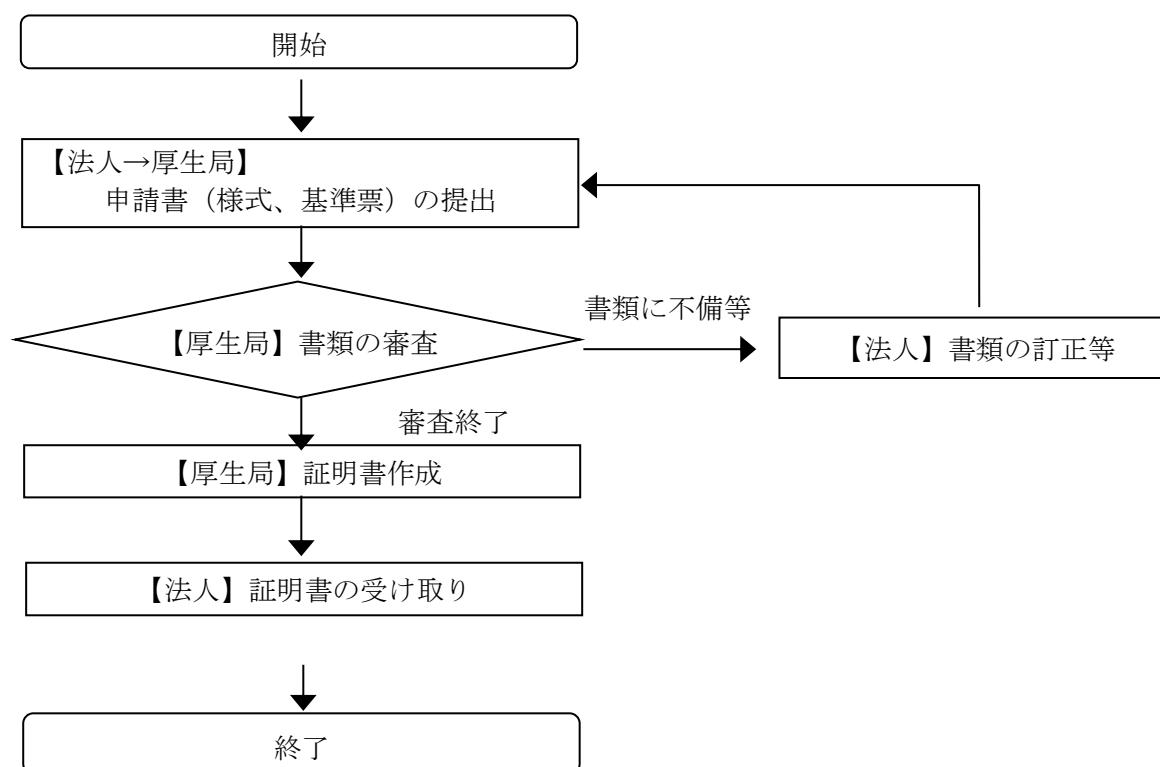 開始
【法人→厚生局】
申請書（様式、基準票）の提出
書類に不備等
【厚生局】書類の審査
【法人】書類の訂正等
審査終了
【厚生局】証明書作成
【法人】証明書の受け取り
終了